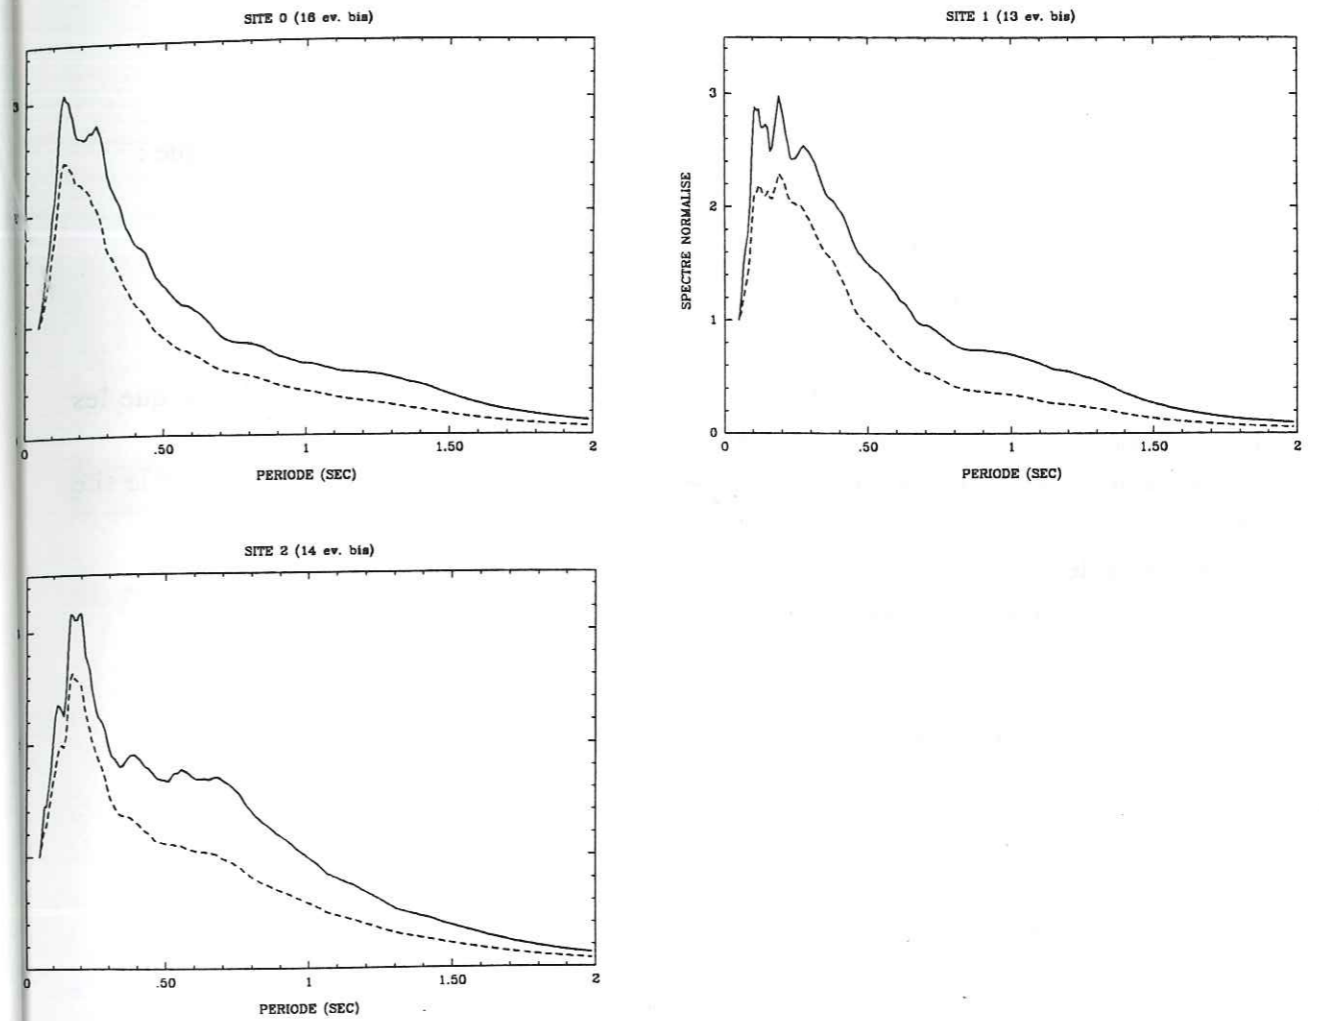 SITE 0 (16 ev. bis)
3
0
.50
1
1.50
2
PERIODE (SEC)
SITE 1 (13 ev. bis)
SPECTRE NORMALISE
3
2
1
0
0
.50
1
1.50
2
PERIODE (SEC)
que les
SITE 2 (14 ev. bis)
0
.50
1
1.50
2
PERIODE (SEC)